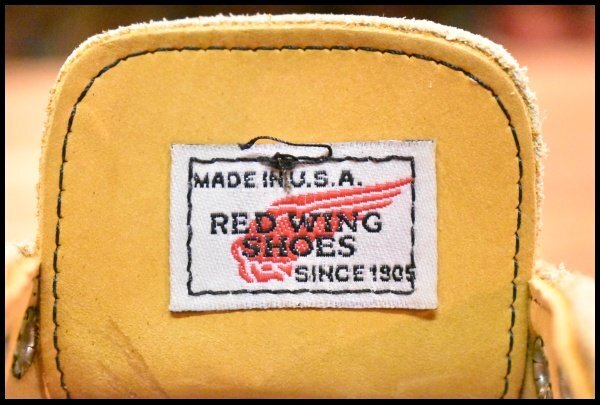 MADE IN U.S.A.
RED WING
SHOES
SINCE 1905